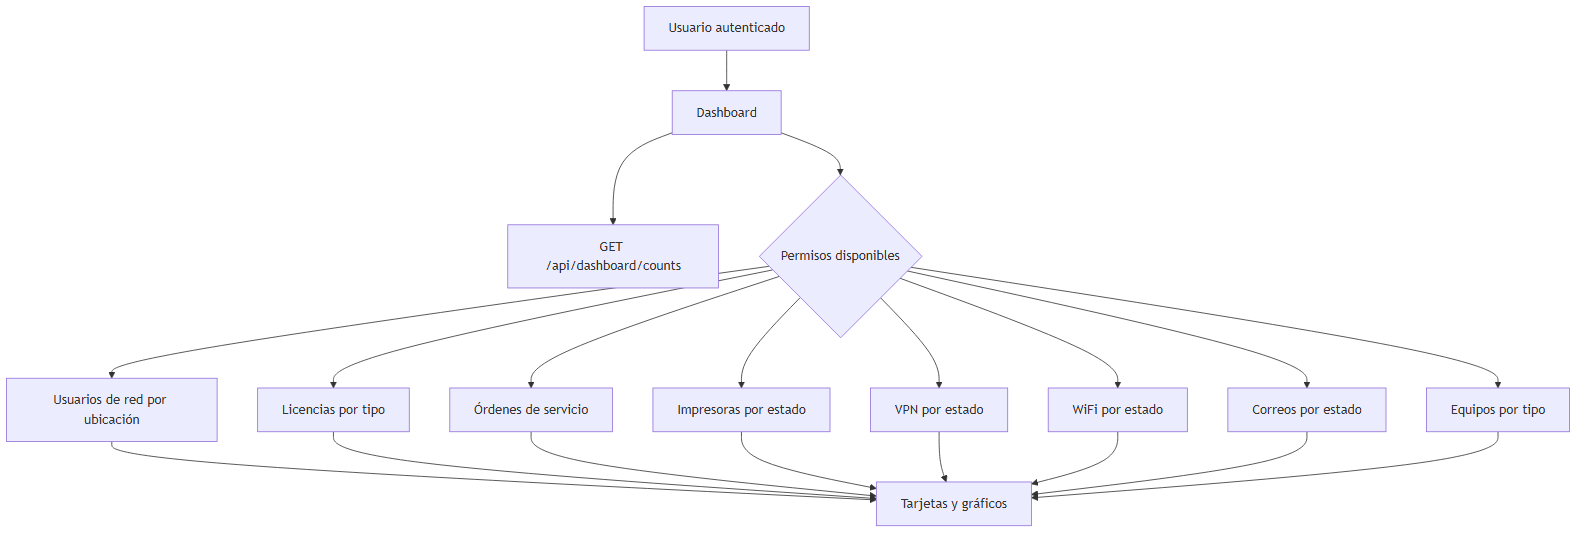 Usuario autenticado
Dashboard
GET
/api/dashboard/counts
Permisos disponibles
Usuarios de red por
ubicación
Licencias por tipo
Órdenes de servicio
Impresoras por estado
VPN por estado
WiFi por estado
Correos por estado
Equipos por tipo
Tarjetas y gráficos